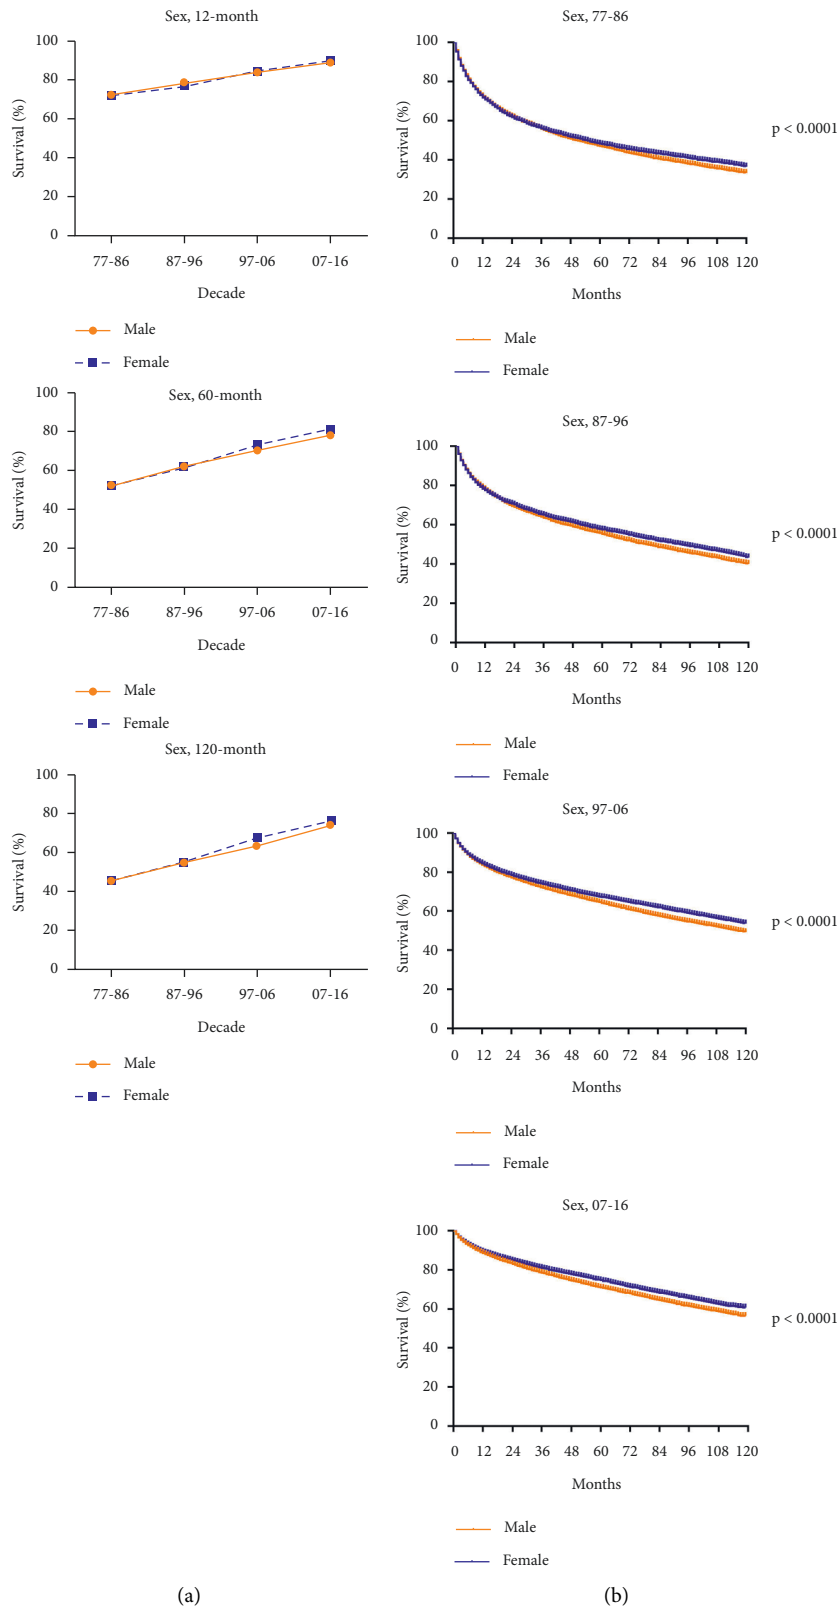 Sex, 12-month
100
80
60
40
20
0
Survival (%)
77-86 87-96 97-06 07-16
Decade
Male
Female
Sex, 60-month
100
80
60
40
20
0
Survival (%)
77-86 87-96 97-06 07-16
Decade
Male
Female
Sex, 120-month
100
80
60
40
20
0
Survival (%)
77-86 87-96 97-06 07-16
Decade
Male
Female
(a)
Sex, 77-86
100
80
60
40
20
0
Survival (%)
0 12 24 36 48 60 72 84 96 108 120
Months
p < 0.0001
Male
Female
Sex, 87-96
100
80
60
40
20
0
Survival (%)
0 12 24 36 48 60 72 84 96 108 120
Months
p < 0.0001
Male
Female
Sex, 97-06
100
80
60
40
20
0
Survival (%)
0 12 24 36 48 60 72 84 96 108 120
Months
p < 0.0001
Male
Female
Sex, 07-16
100
80
60
40
20
0
Survival (%)
0 12 24 36 48 60 72 84 96 108 120
Months
p < 0.0001
Male
Female
(b)